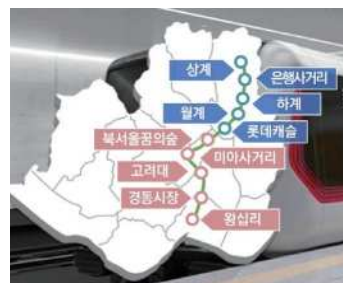 상계
은행사거리
하계
월계
롯데캐슬
북서울꿈의숲
미아사거리
고려대
경동시장
왕십리